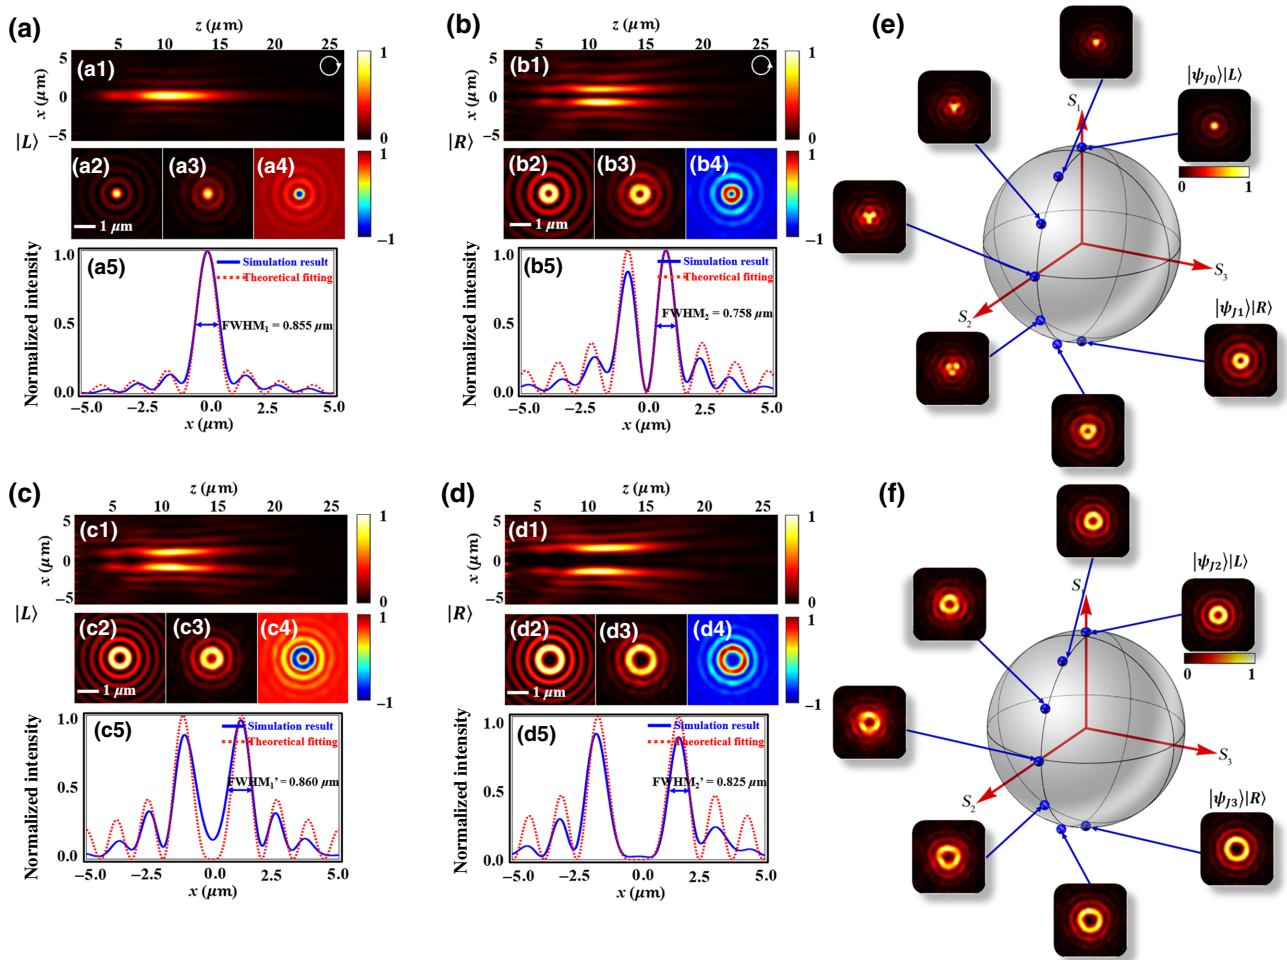 (a)
z (μm)
5 10 15 20 25
x (μm)
5
0
−5
(a1)
1
0
|L⟩
(a2)
(a3)
(a4)
1 μm
1
−1
Normalized intensity
1.0
0.5
0.0
(a5)
Simulation result
Theoretical fitting
FWHM₁ = 0.855 μm
−5.0 −2.5 0.0 2.5 5.0
x (μm)
(b)
z (μm)
5 10 15 20 25
x (μm)
5
0
−5
(b1)
1
0
|R⟩
(b2)
(b3)
(b4)
1 μm
1
−1
Normalized intensity
1.0
0.5
0.0
(b5)
Simulation result
Theoretical fitting
FWHM₂ = 0.758 μm
−5.0 −2.5 0.0 2.5 5.0
x (μm)
(e)
|ψJ0⟩|L⟩
0 1
S₁
S₂
S₃
|ψJ1⟩|R⟩
(c)
z (μm)
5 10 15 20 25
x (μm)
5
0
−5
(c1)
1
0
|L⟩
(c2)
(c3)
(c4)
1 μm
1
−1
Normalized intensity
1.0
0.5
0.0
(c5)
Simulation result
Theoretical fitting
FWHM₁’ = 0.860 μm
−5.0 −2.5 0.0 2.5 5.0
x (μm)
(d)
z (μm)
5 10 15 20 25
x (μm)
5
0
−5
(d1)
1
0
|R⟩
(d2)
(d3)
(d4)
1 μm
1
−1
Normalized intensity
1.0
0.5
0.0
(d5)
Simulation result
Theoretical fitting
FWHM₂’ = 0.825 μm
−5.0 −2.5 0.0 2.5 5.0
x (μm)
(f)
|ψJ2⟩|L⟩
0 1
S
S₂
S₃
|ψJ3⟩|R⟩